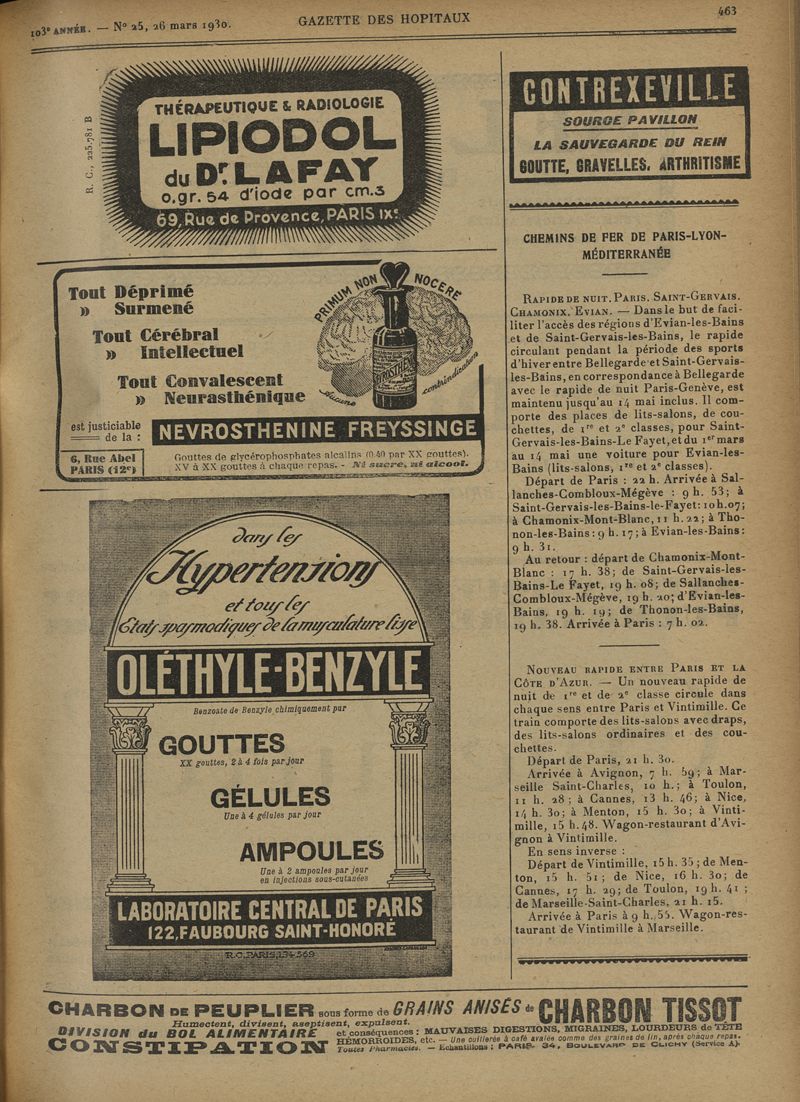 103e ANNÉE. — No 25, 26 mars 1930.
GAZETTE DES HOPITAUX
463
R. C., 225.781 B
THÉRAPEUTIQUE & RADIOLOGIE
LIPIODOL
du Dr. LAFAY
0.gr. 54 d'iode par cm.3
69, Rue de Provence, PARIS IXe
Tout Déprimé
» Surmené
Tout Cérébral
» Intellectuel
Tout Convalescent
» Neurasthénique
PRIMUM NON NOCERE
Aucune contrindication
est justiciable
de la :
NEVROSTHENINE FREYSSINGE
6, Rue Abel
PARIS (12e)
Gouttes de glycérophosphates alcalins (0.40 par XX gouttes).
XV à XX gouttes à chaque repas. - Ni sucre, ni alcool.
dans les
Hypertensions
et tous les
États spasmodiques de la musculature lisse
OLÉTHYLE-BENZYLE
Benzoate de Benzyle chimiquement pur
GOUTTES
XX gouttes, 2 à 4 fois par jour
GÉLULES
Une à 4 gélules par jour
AMPOULES
Une à 2 ampoules par jour
en injections sous-cutanées
LABORATOIRE CENTRAL DE PARIS
122, FAUBOURG SAINT-HONORÉ
R.C. PARIS, 134.369
CONTREXEVILLE
SOURCE PAVILLON
LA SAUVEGARDE DU REIN
GOUTTE, GRAVELLES, ARTHRITISME
CHEMINS DE FER DE PARIS-LYON-
MÉDITERRANÉE
RAPIDE DE NUIT. PARIS. SAINT-GERVAIS.
CHAMONIX. EVIAN. — Dans le but de faci-
liter l'accès des régions d'Evian-les-Bains
et de Saint-Gervais-les-Bains, le rapide
circulant pendant la période des sports
d'hiver entre Bellegarde et Saint-Gervais-
les-Bains, en correspondance à Bellegarde
avec le rapide de nuit Paris-Genève, est
maintenu jusqu'au 14 mai inclus. Il com-
porte des places de lits-salons, de cou-
chettes, de 1re et 2e classes, pour Saint-
Gervais-les-Bains-Le Fayet, et du 1er mars
au 14 mai une voiture pour Evian-les-
Bains (lits-salons, 1re et 2e classes).
Départ de Paris : 22 h. Arrivée à Sal-
lanches-Combloux-Mégève : 9 h. 53; à
Saint-Gervais-les-Bains-le-Fayet: 10h.07;
à Chamonix-Mont-Blanc, 11 h. 22; à Tho-
non-les-Bains : 9 h. 17; à Evian-les-Bains :
9 h. 31.
Au retour : départ de Chamonix-Mont-
Blanc : 17 h. 38; de Saint-Gervais-les-
Bains-Le Fayet, 19 h. 08; de Sallanches-
Combloux-Mégève, 19 h. 20; d'Evian-les-
Bains, 19 h. 19; de Thonon-les-Bains,
19 h. 38. Arrivée à Paris : 7 h. 02.
NOUVEAU RAPIDE ENTRE PARIS ET LA
CÔTE D'AZUR. — Un nouveau rapide de
nuit de 1re et de 2e classe circule dans
chaque sens entre Paris et Vintimille. Ce
train comporte des lits-salons avec draps,
des lits-salons ordinaires et des cou-
chettes.
Départ de Paris, 21 h. 30.
Arrivée à Avignon, 7 h. 59; à Mar-
seille Saint-Charles, 10 h.; à Toulon,
11 h. 28; à Cannes, 13 h. 46; à Nice,
14 h. 30; à Menton, 15 h. 30; à Vinti-
mille, 15 h. 48. Wagon-restaurant d'Avi-
gnon à Vintimille.
En sens inverse :
Départ de Vintimille, 15 h. 35; de Men-
ton, 15 h. 51; de Nice, 16 h. 30; de
Cannes, 17 h. 29; de Toulon, 19 h. 41 ;
de Marseille-Saint-Charles, 21 h. 15.
Arrivée à Paris à 9 h. 55. Wagon-res-
taurant de Vintimille à Marseille.
CHARBON DE PEUPLIER sous forme de GRAINS ANISÉS de CHARBON TISSOT
Humectent, divisent, aseptisent, expulsent.
DIVISION du BOL ALIMENTAIRE et conséquences : MAUVAISES DIGESTIONS, MIGRAINES, LOURDEURS de TÊTE
CONSTIPATION HÉMORROIDES, etc. — Une cuillerée à café avalée comme des graines de lin, après chaque repas.
Toutes Pharmacies. — Echantillons : PARIS- 34, BOULEVARD DE CLICHY (Service A).